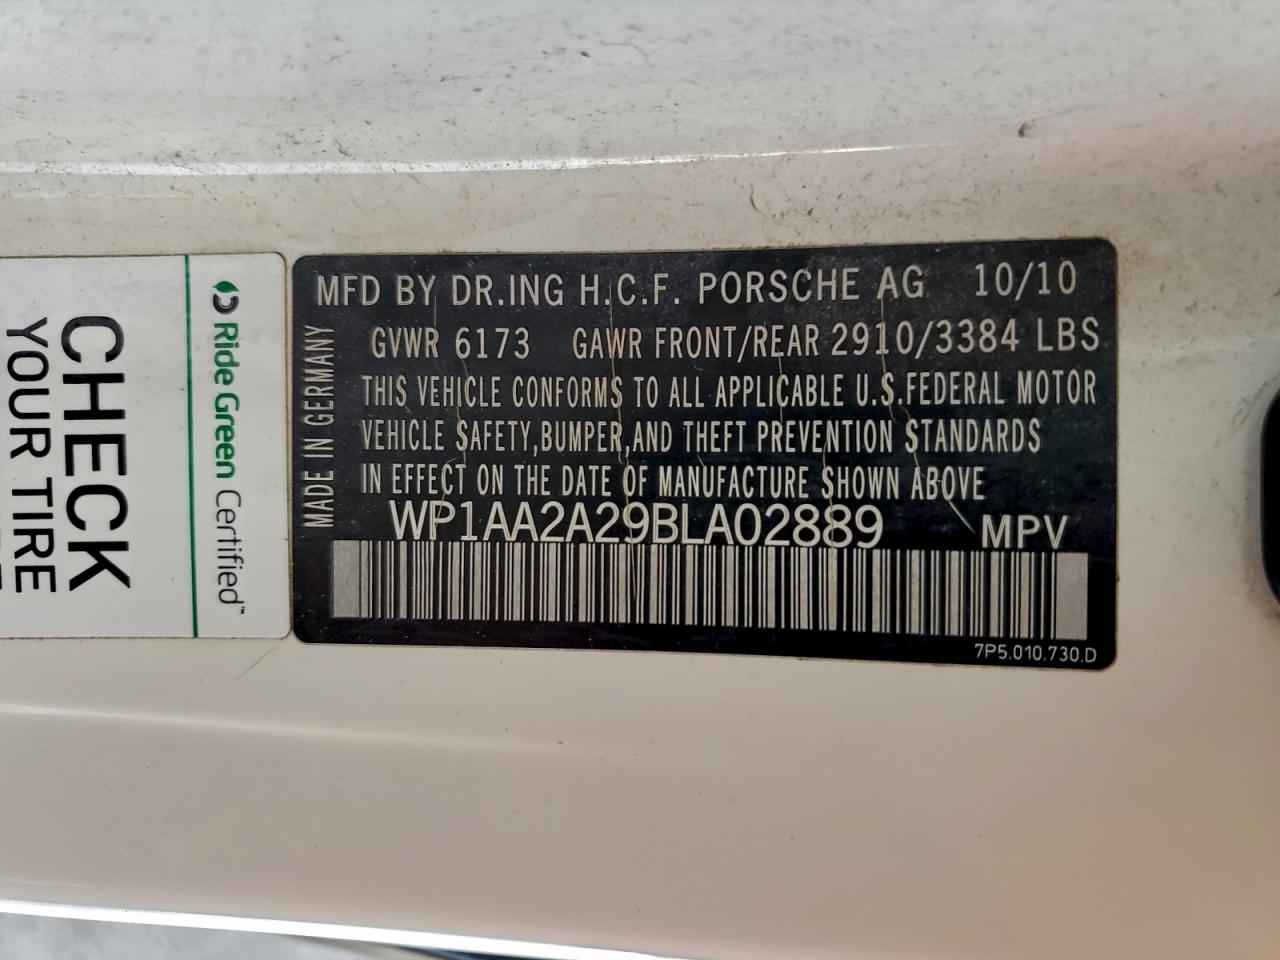 CHECK
YOUR TIRE
Ride Green Certified™
MADE IN GERMANY
MFD BY DR.ING H.C.F. PORSCHE AG 10/10
GVWR 6173 GAWR FRONT/REAR 2910/3384 LBS
THIS VEHICLE CONFORMS TO ALL APPLICABLE U.S.FEDERAL MOTOR
VEHICLE SAFETY,BUMPER,AND THEFT PREVENTION STANDARDS
IN EFFECT ON THE DATE OF MANUFACTURE SHOWN ABOVE
WP1AA2A29BLA02889 MPV
7P5.010.730.D